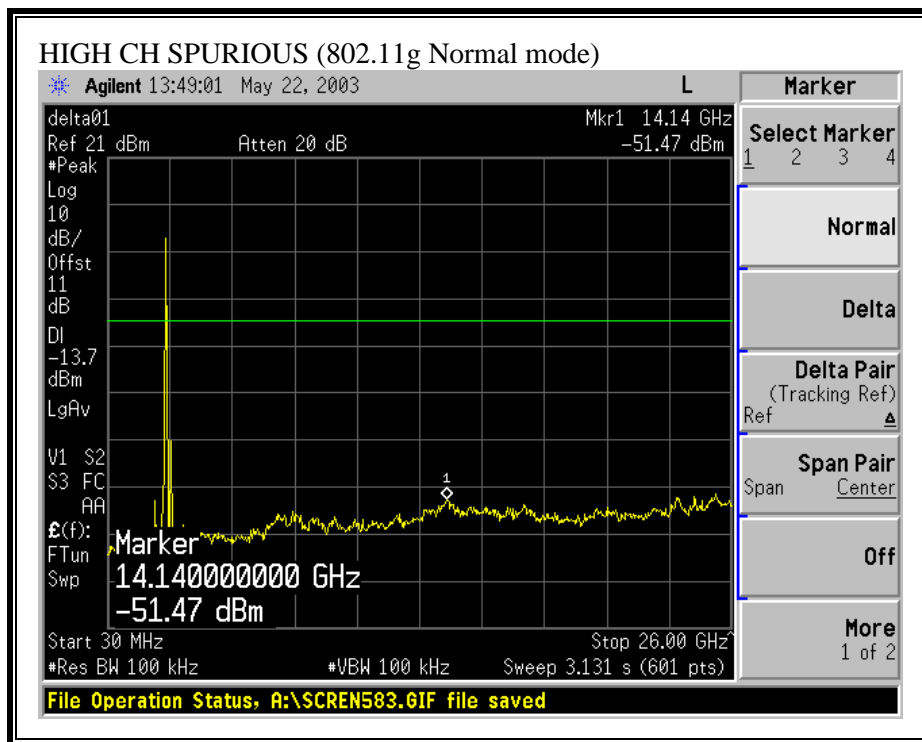 HIGH CH SPURIOUS (802.11g Normal mode)
Agilent 13:49:01 May 22, 2003 L
delta01 Mkr1 14.14 GHz
Ref 21 dBm Atten 20 dB -51.47 dBm
#Peak
Log
10
dB/
Offst
11
dB
DI
-13.7
dBm
LgAv
V1 S2
S3 FC
AA
£(f):
FTun
Swp
1
Marker
14.140000000 GHz
-51.47 dBm
Start 30 MHz Stop 26.00 GHz^
#Res BW 100 kHz #VBW 100 kHz Sweep 3.131 s (601 pts)
File Operation Status, A:\SCREN583.GIF file saved
Marker
Select Marker
1 2 3 4
Normal
Delta
Delta Pair
(Tracking Ref)
Ref Δ
Span Pair
Span Center
Off
More
1 of 2